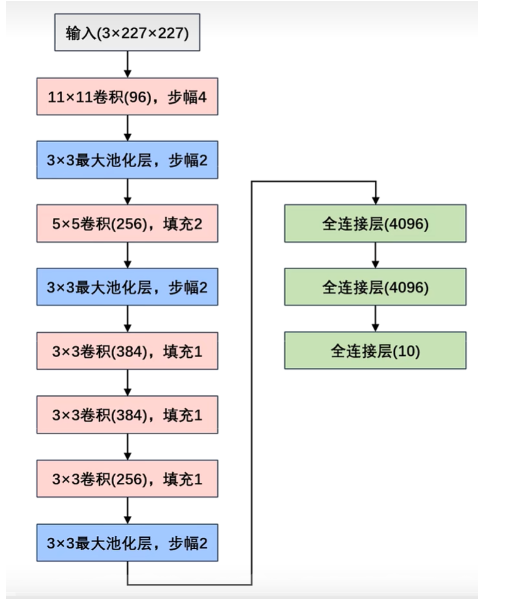 输入(3×227×227)
11×11卷积(96)，步幅4
3×3最大池化层，步幅2
5×5卷积(256)，填充2
3×3最大池化层，步幅2
3×3卷积(384)，填充1
3×3卷积(384)，填充1
3×3卷积(256)，填充1
3×3最大池化层，步幅2
全连接层(4096)
全连接层(4096)
全连接层(10)